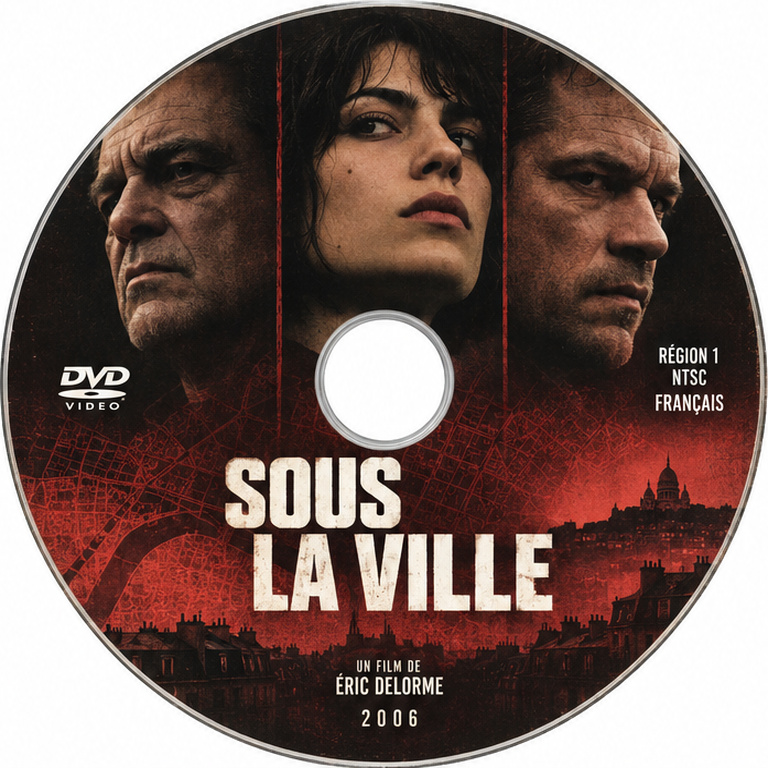 DVD
VIDEO
RÉGION 1
NTSC
FRANÇAIS
SOUS
LA VILLE
UN FILM DE
ÉRIC DELORME
2006